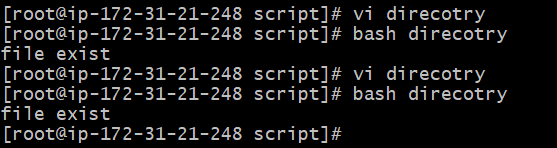 [root@ip-172-31-21-248 script]# vi direcotry
[root@ip-172-31-21-248 script]# bash direcotry
file exist
[root@ip-172-31-21-248 script]# vi direcotry
[root@ip-172-31-21-248 script]# bash direcotry
file exist
[root@ip-172-31-21-248 script]#